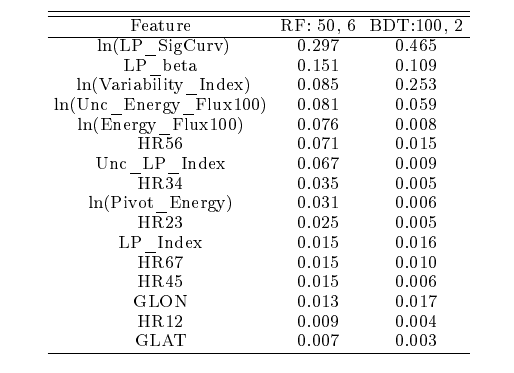 Feature RF: 50, 6 BDT:100, 2
ln(LP_SigCurv) 0.297 0.465
LP_beta 0.151 0.109
ln(Variability_Index) 0.085 0.253
ln(Unc_Energy_Flux100) 0.081 0.059
ln(Energy_Flux100) 0.076 0.008
HR56 0.071 0.015
Unc_LP_Index 0.067 0.009
HR34 0.035 0.005
ln(Pivot_Energy) 0.031 0.006
HR23 0.025 0.005
LP_Index 0.015 0.016
HR67 0.015 0.010
HR45 0.015 0.006
GLON 0.013 0.017
HR12 0.009 0.004
GLAT 0.007 0.003